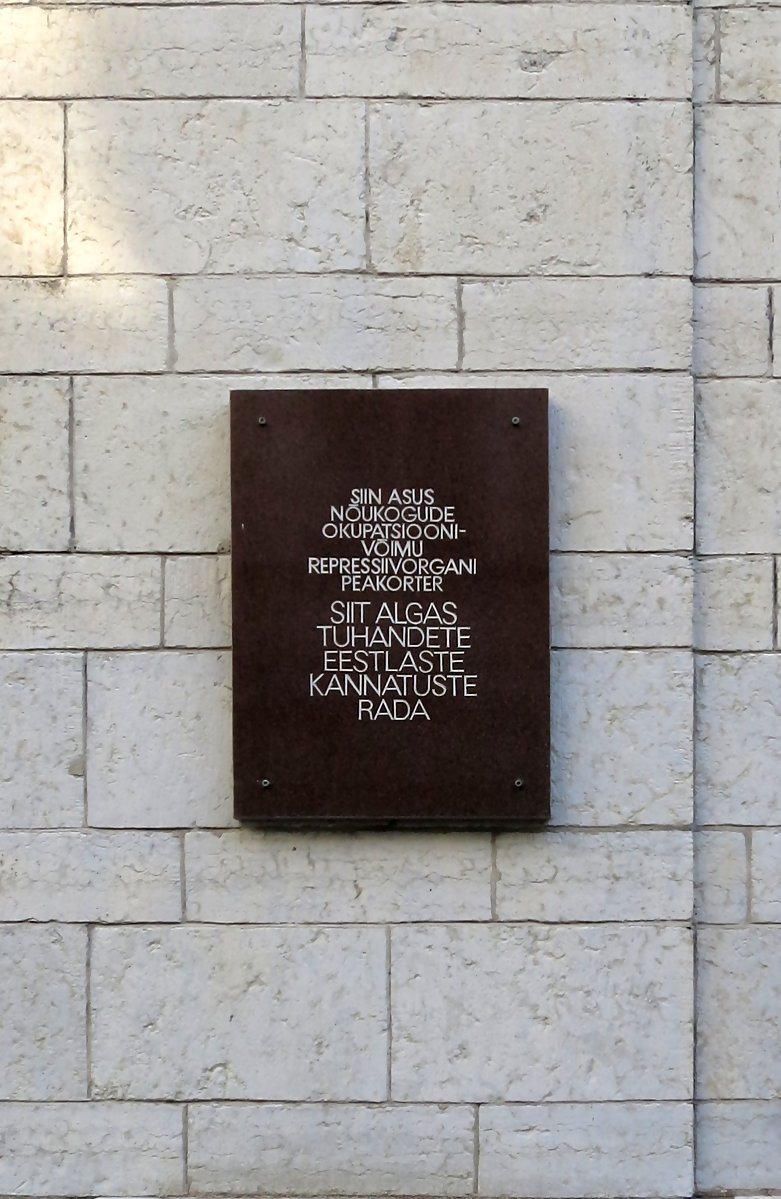 SIIN ASUS
NÕUKOGUDE
OKUPATSIOONI-
VÕIMU
REPRESSIIVORGANI
PEAKORTER
SIIT ALGAS
TUHANDETE
EESTLASTE
KANNATUSTE
RADA